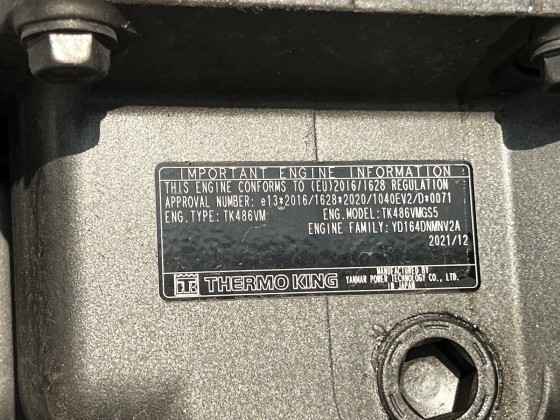 IMPORTANT ENGINE INFORMATION
THIS ENGINE CONFORMS TO (EU)2016/1628 REGULATION
APPROVAL NUMBER: e13*2016/1628*2020/1040EV2/D*0071
ENG.TYPE: TK486VM ENG.MODEL: TK486VMGS5
ENGINE FAMILY: YD164DNMNV2A
2021/12
TK THERMO KING
MANUFACTURED BY
YANMAR POWER TECHNOLOGY CO., LTD.
IN JAPAN